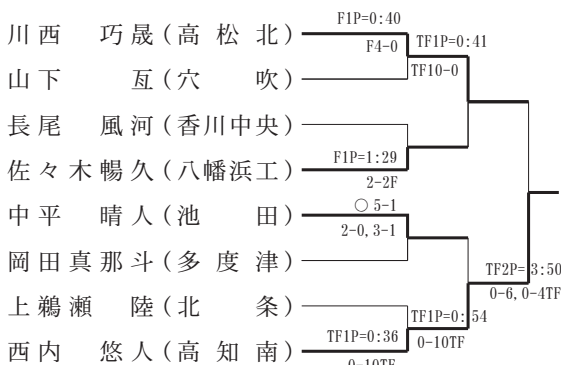 川西 巧晟(高松北)
F1P=0:40
F4-0
TF1P=0:41
TF10-0
山下 亙(穴吹)
長尾 風河(香川中央)
佐々木暢久(八幡浜工)
F1P=1:29
2-2F
中平 晴人(池田)
○ 5-1
2-0, 3-1
岡田真那斗(多度津)
TF2P=3:50
0-6, 0-4TF
上鵜瀬 陸(北条)
TF1P=0:54
0-10TF
西内 悠人(高知南)
TF1P=0:36
0-10TF